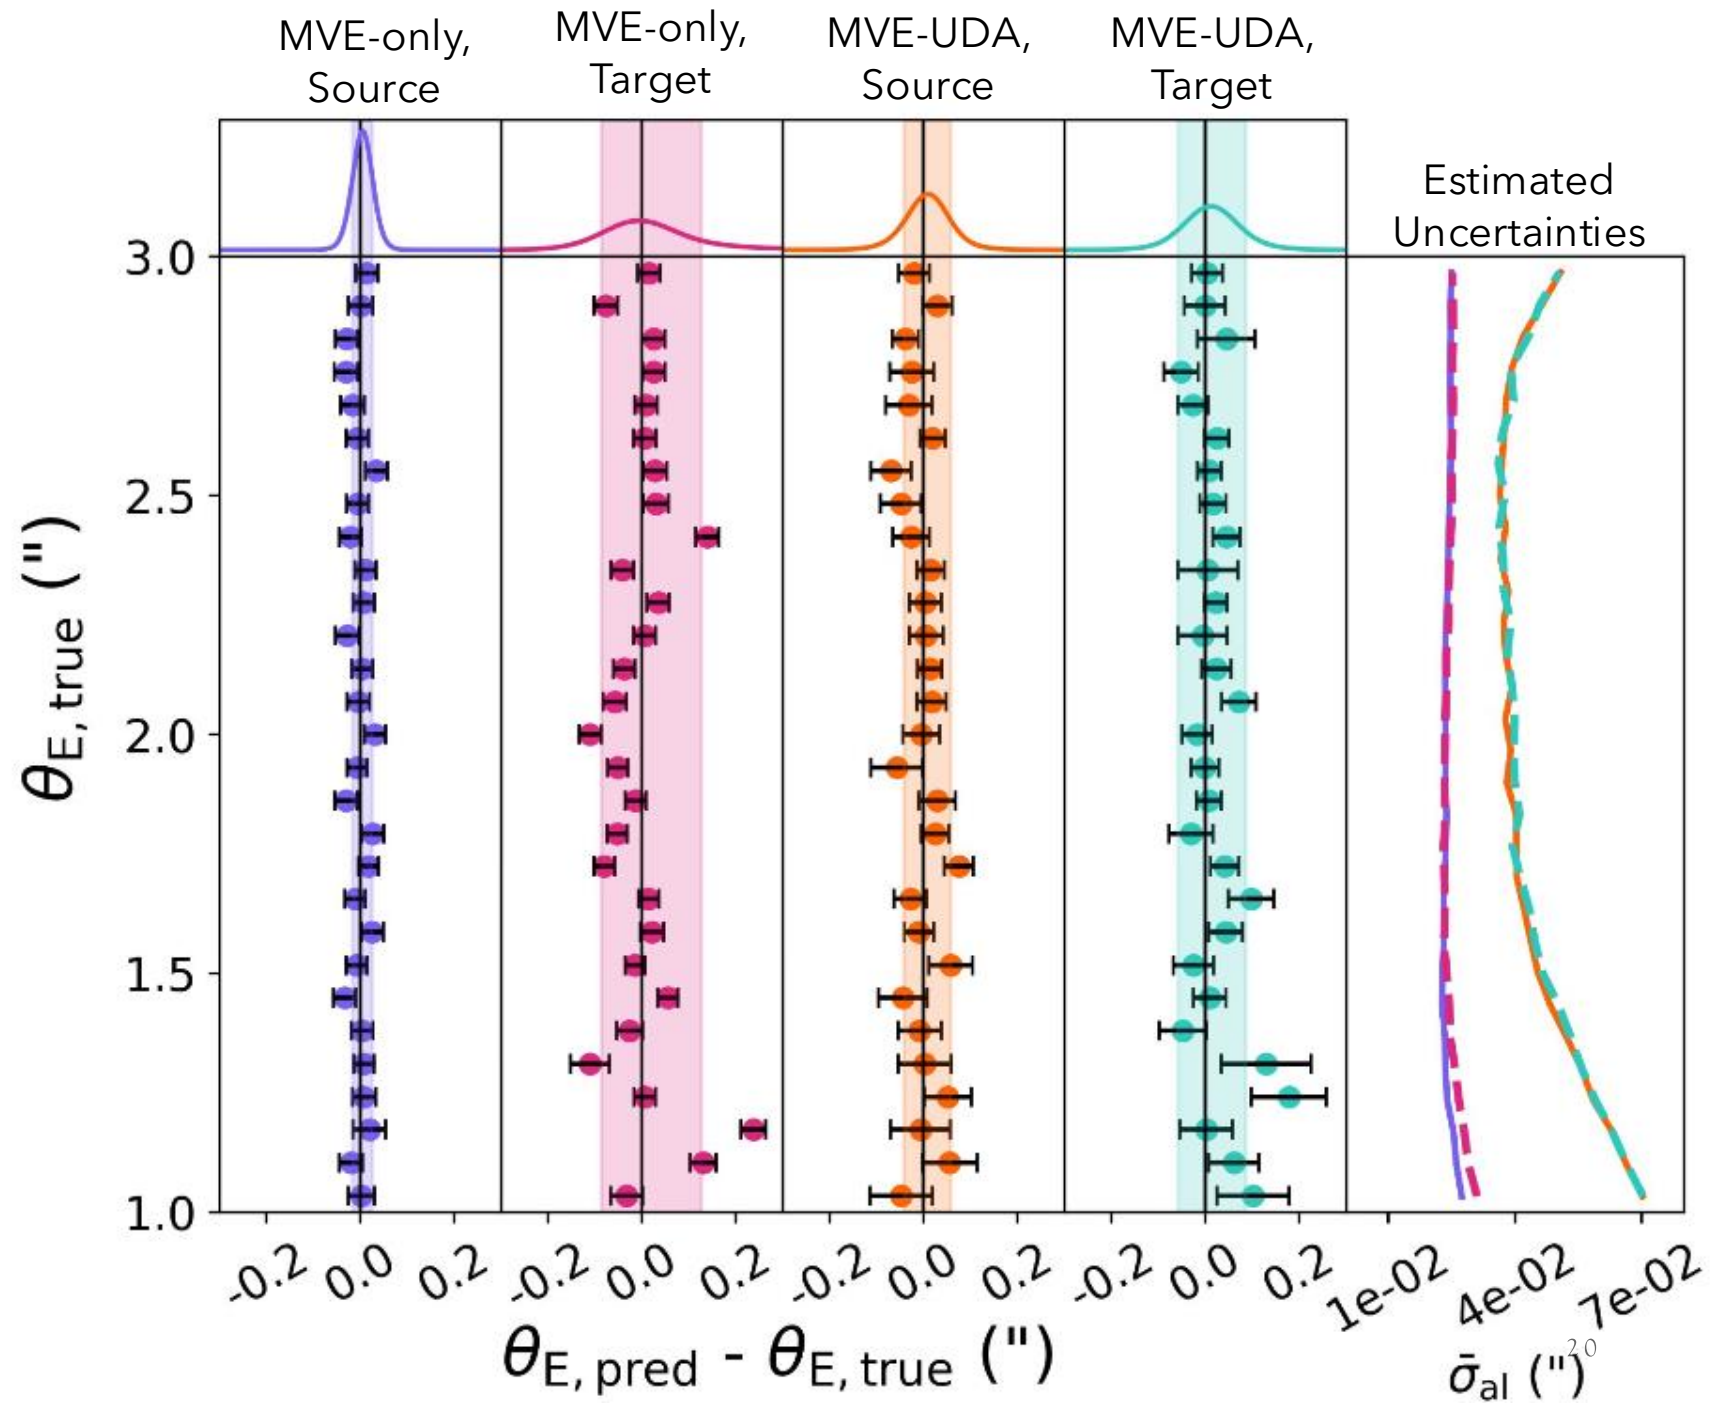 MVE-only,
Source
MVE-only,
Target
MVE-UDA,
Source
MVE-UDA,
Target
Estimated
Uncertainties
3.0
2.5
2.0
1.5
1.0
θE, true (")
-0.2 0.0 0.2
-0.2 0.0 0.2
-0.2 0.0 0.2
-0.2 0.0 0.2
1e-02 4e-02 7e-02
θE, pred - θE, true (")
σ̄al (")
20